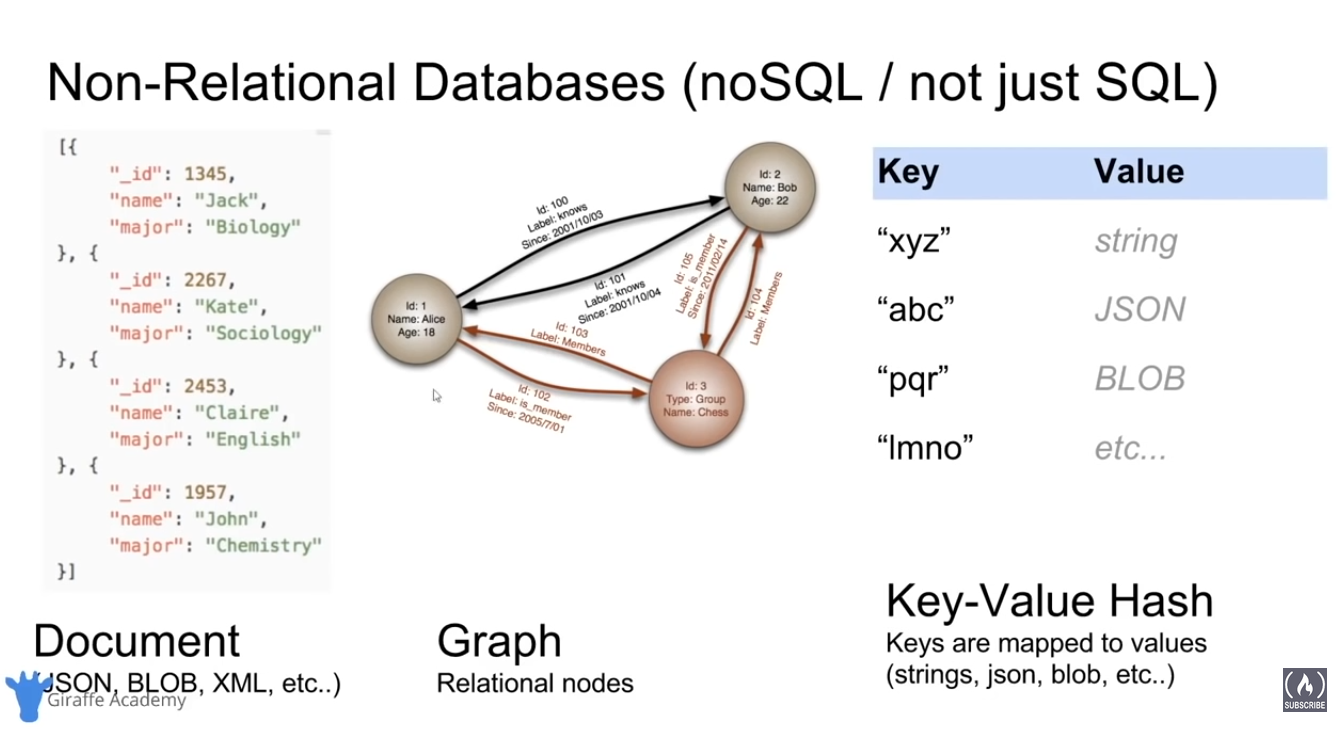 Non-Relational Databases (noSQL / not just SQL)
[{
"_id": 1345,
"name": "Jack",
"major": "Biology"
}, {
"_id": 2267,
"name": "Kate",
"major": "Sociology"
}, {
"_id": 2453,
"name": "Claire",
"major": "English"
}, {
"_id": 1957,
"name": "John",
"major": "Chemistry"
}]
Document
(JSON, BLOB, XML, etc..)
Giraffe Academy
Id: 1
Name: Alice
Age: 18
Id: 100
Label: knows
Since: 2001/10/03
Id: 101
Label: knows
Since: 2001/10/04
Id: 2
Name: Bob
Age: 22
Id: 103
Label: Members
Id: 102
Label: is_member
Since: 2005/7/01
Id: 105
Label: is_member
Since: 2011/02/14
Id: 104
Label: Members
Id: 3
Type: Group
Name: Chess
Graph
Relational nodes
Key Value
“xyz” string
“abc” JSON
“pqr” BLOB
“lmno” etc...
Key-Value Hash
Keys are mapped to values
(strings, json, blob, etc..)
SUBSCRIBE